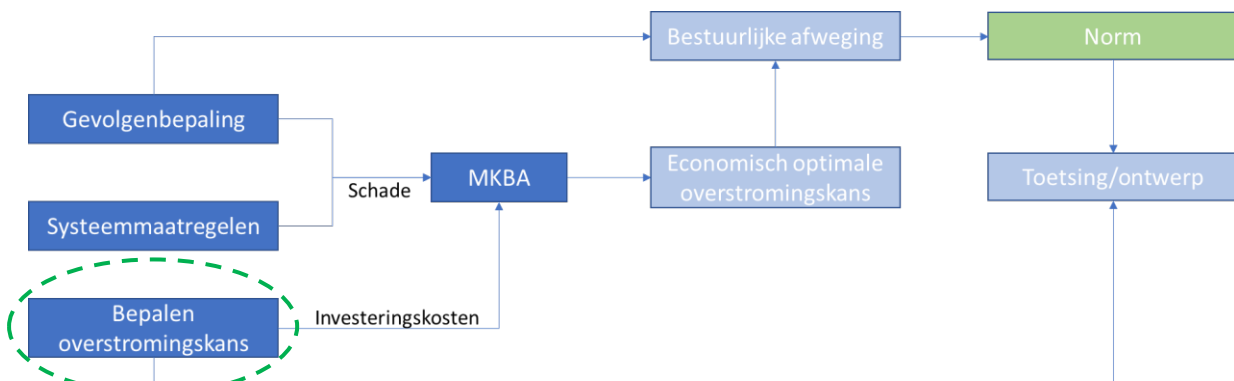 Bestuurlijke afweging
Norm
Gevolgenbepaling
Economisch optimale
overstromingskans
MKBA
Toetsing/ontwerp
Schade
Systeemmaatregelen
Bepalen
overstromingskans
Investeringskosten